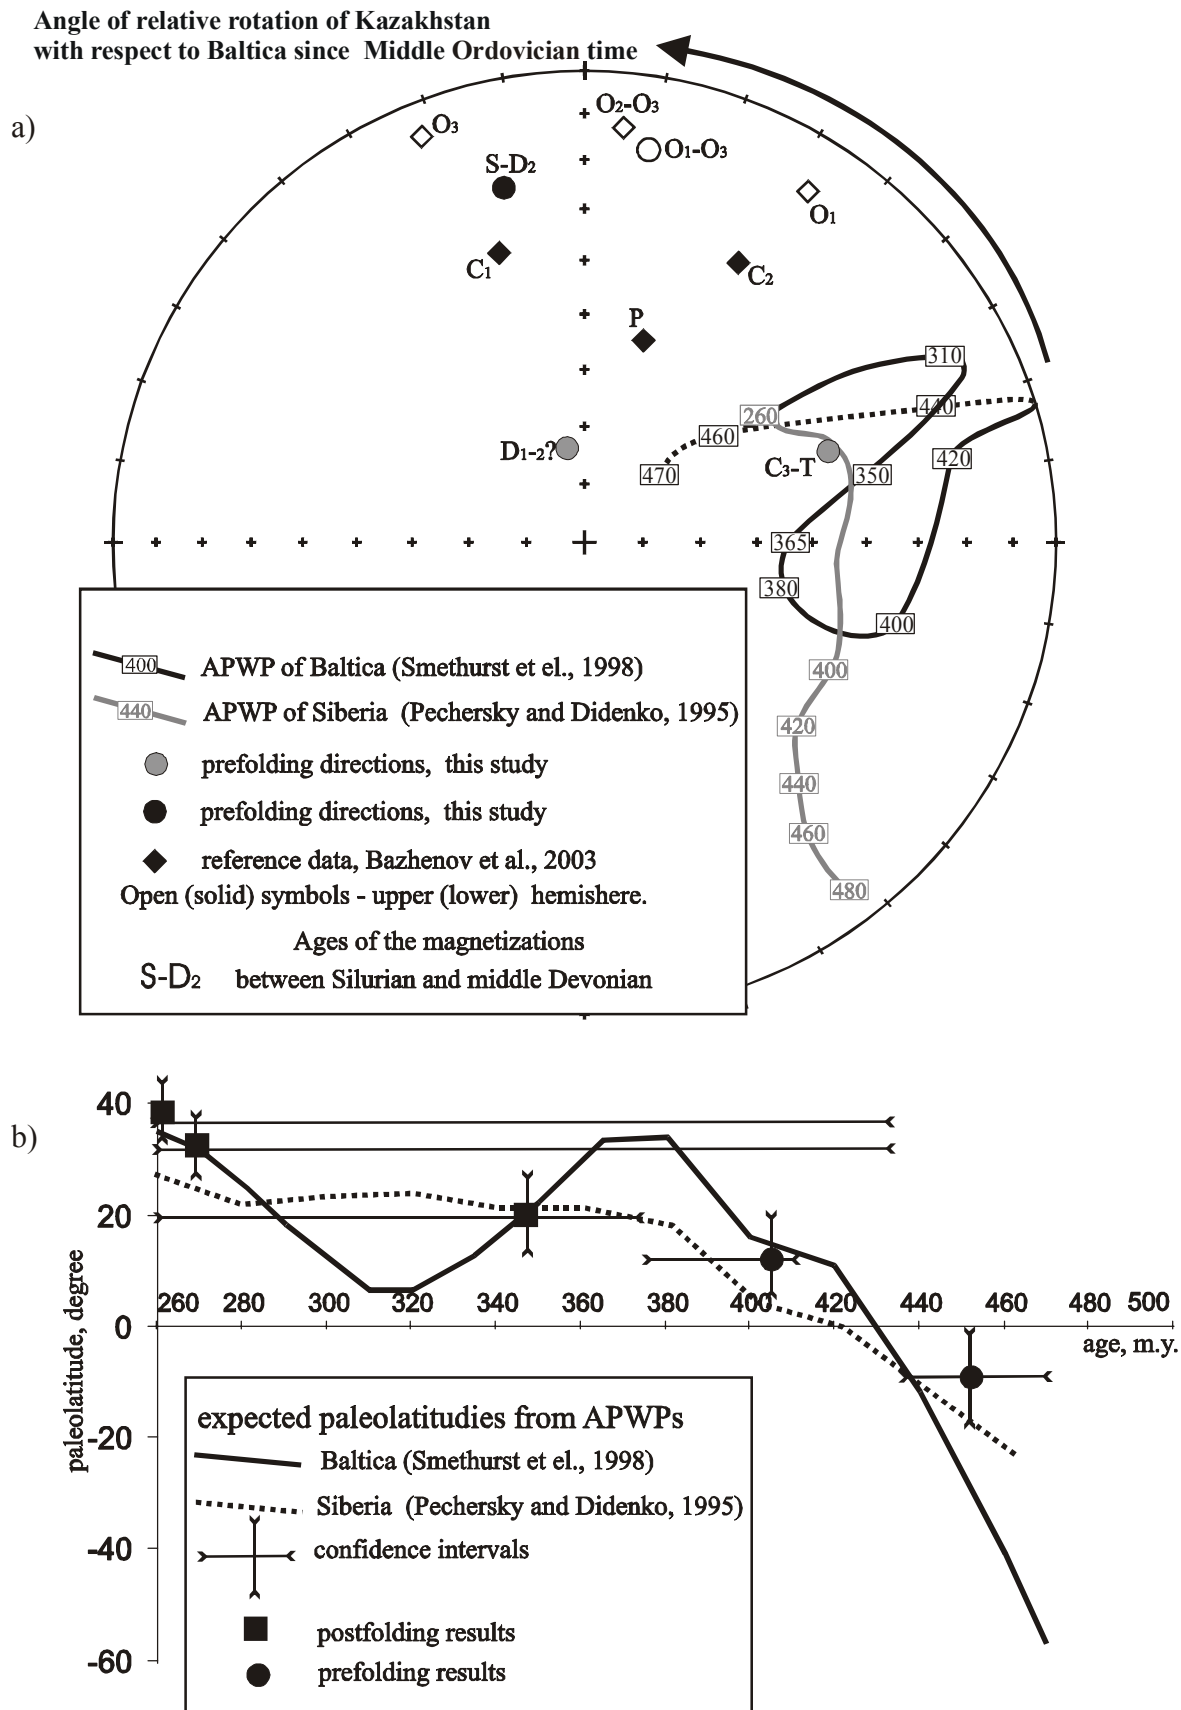 Angle of relative rotation of Kazakhstan
with respect to Baltica since Middle Ordovician time
a)
O3
O2-O3
O1-O3
S-D2
O1
C1
C2
P
310
260
440
460
420
D1-2?
470
C3-T
350
365
380
400
400
420
440
460
480
400 APWP of Baltica (Smethurst et el., 1998)
440 APWP of Siberia (Pechersky and Didenko, 1995)
prefolding directions, this study
prefolding directions, this study
reference data, Bazhenov et al., 2003
Open (solid) symbols - upper (lower) hemishere.
Ages of the magnetizations
S-D2 between Silurian and middle Devonian
b)
40
20
0
-20
-40
-60
paleolatitude, degree
260 280 300 320 340 360 380 400 420 440 460 480 500
age, m.y.
expected paleolatitudies from APWPs
Baltica (Smethurst et el., 1998)
Siberia (Pechersky and Didenko, 1995)
confidence intervals
postfolding results
prefolding results